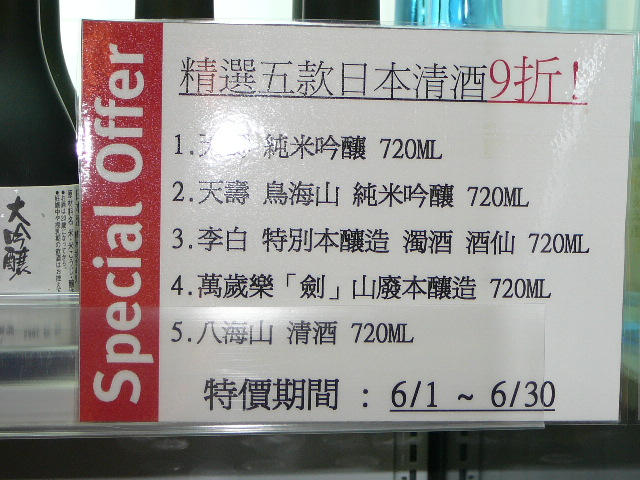 Special Offer
精選五款日本清酒9折!
1.天壽 純米吟釀 720ML
2.天壽 鳥海山 純米吟釀 720ML
3.李白 特別本釀造 濁酒 酒仙 720ML
4.萬歲樂「劍」山廢本釀造 720ML
5.八海山 清酒 720ML
特價期間 : 6/1 ~ 6/30
大吟醸